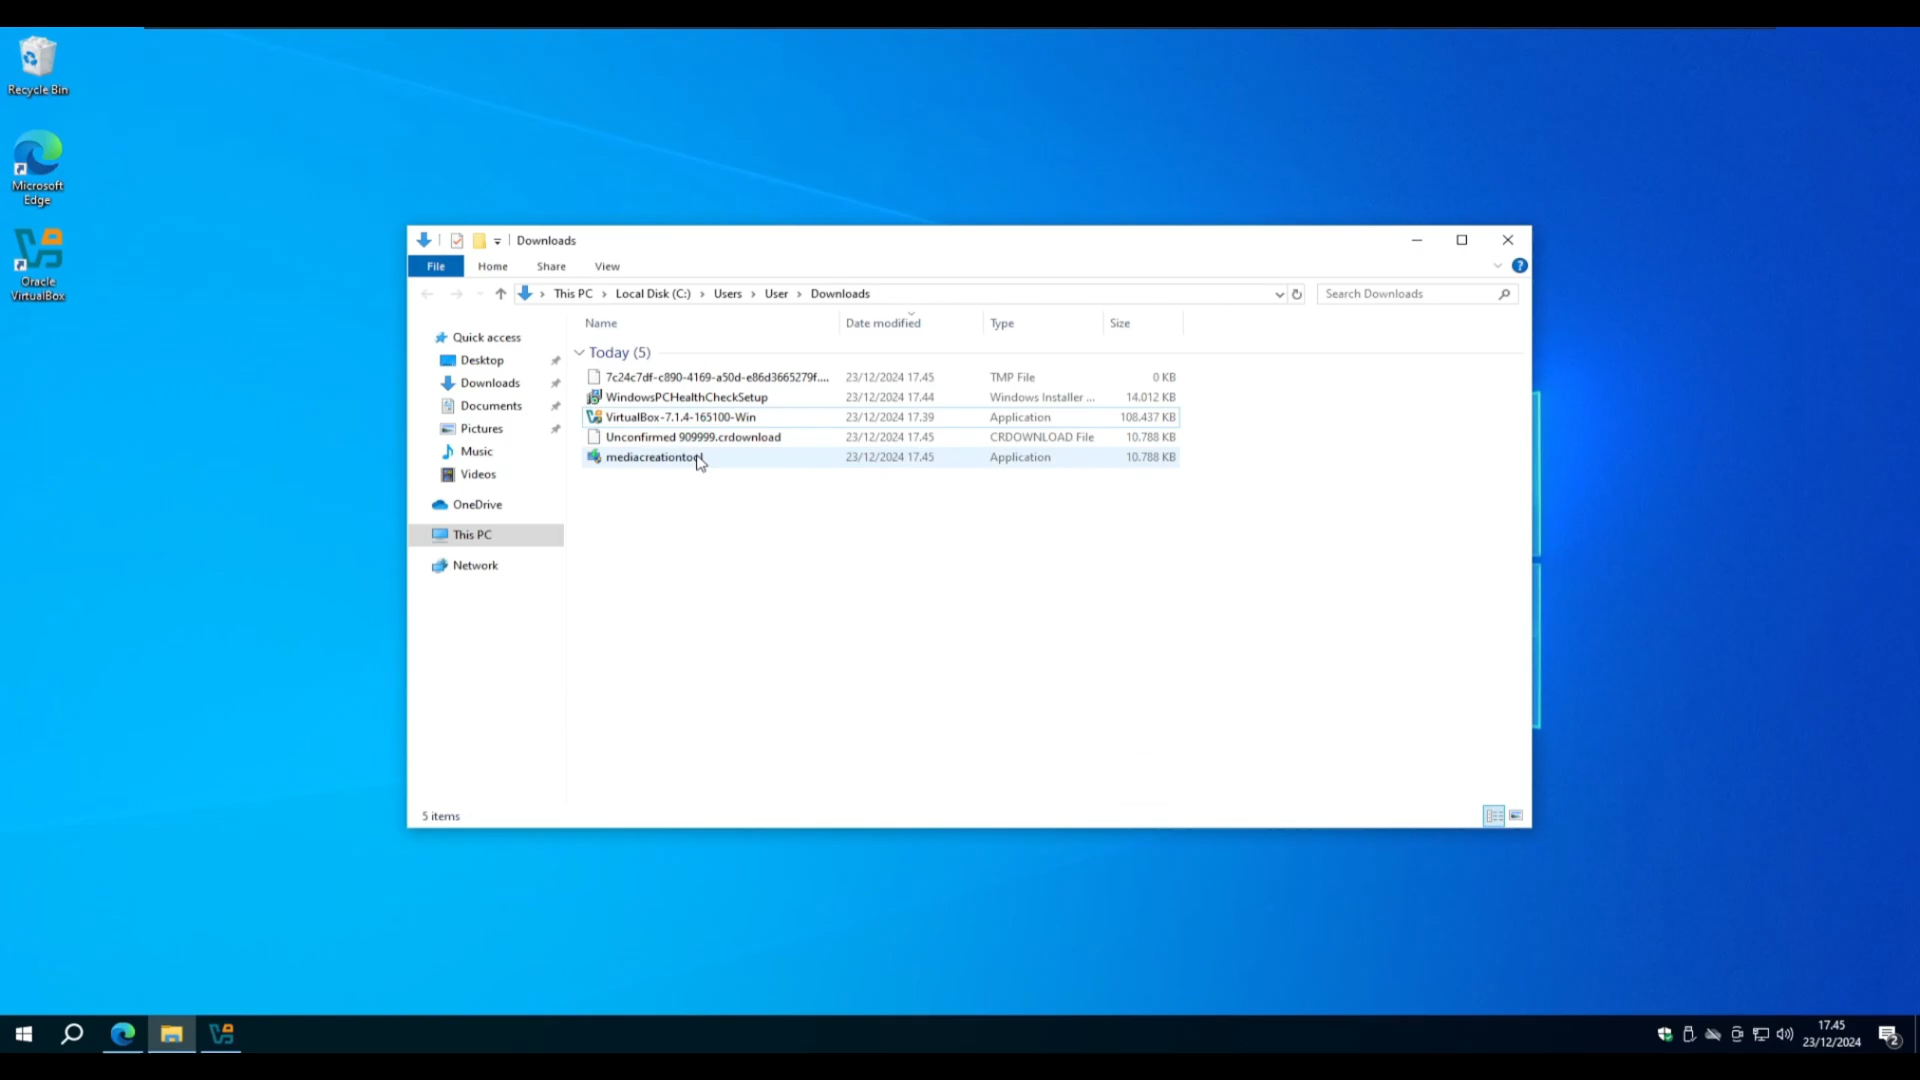 Recycle Bin
Microsoft
Edge
Oracle
VirtualBox
Downloads
File Home Share View
This PC Local Disk (C:) Users User Downloads
Search Downloads
Quick access
Desktop
Downloads
Documents
Pictures
Music
Videos
OneDrive
This PC
Network
Name Date modified Type Size
Today (5)
7c24c7df-c890-4169-a50d-e86d3665279f.... 23/12/2024 17.45 TMP File 0 KB
WindowsPCHealthCheckSetup 23/12/2024 17.44 Windows Installer ... 14.012 KB
VirtualBox-7.1.4-165100-Win 23/12/2024 17.39 Application 108.437 KB
Unconfirmed 909999.crdownload 23/12/2024 17.45 CRDOWNLOAD File 10.788 KB
mediacreationtool 23/12/2024 17.45 Application 10.788 KB
5 items
17.45
23/12/2024
2